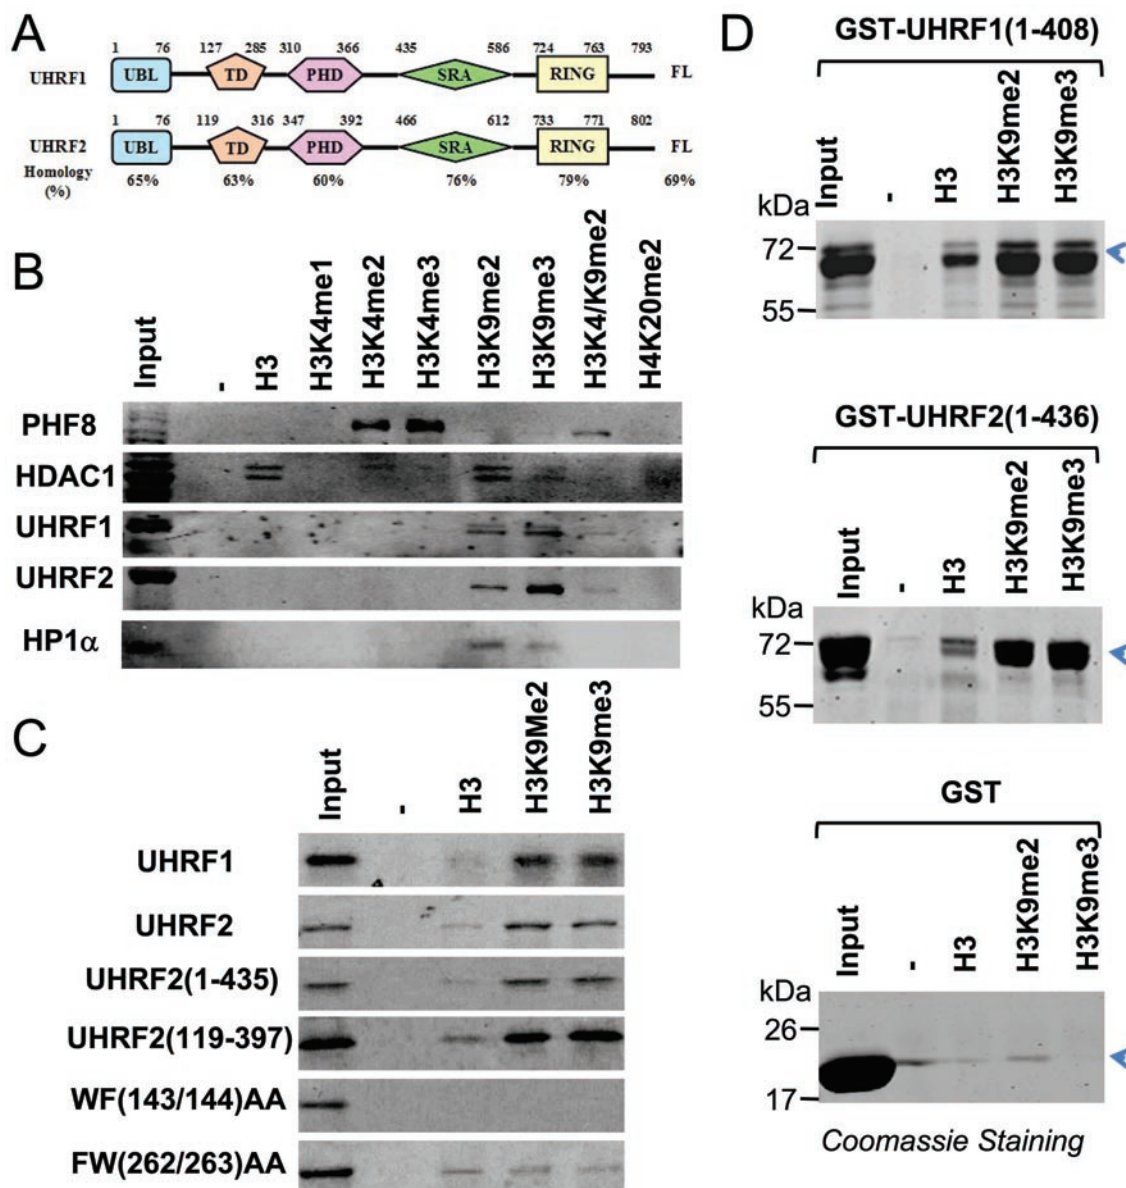 A
1 76 127 285 310 366 435 586 724 763 793
UHRF1 UBL TD PHD SRA RING FL
1 76 119 316 347 392 466 612 733 771 802
UHRF2 UBL TD PHD SRA RING FL
Homology (%) 65% 63% 60% 76% 79% 69%
B
Input - H3 H3K4me1 H3K4me2 H3K4me3 H3K9me2 H3K9me3 H3K4/K9me2 H4K20me2
PHF8
HDAC1
UHRF1
UHRF2
HP1α
C
Input - H3 H3K9Me2 H3K9me3
UHRF1
UHRF2
UHRF2(1-435)
UHRF2(119-397)
WF(143/144)AA
FW(262/263)AA
D
GST-UHRF1(1-408)
Input - H3 H3K9me2 H3K9me3
kDa
72
55
GST-UHRF2(1-436)
Input - H3 H3K9me2 H3K9me3
kDa
72
55
GST
Input - H3 H3K9me2 H3K9me3
kDa
26
17
Coomassie Staining